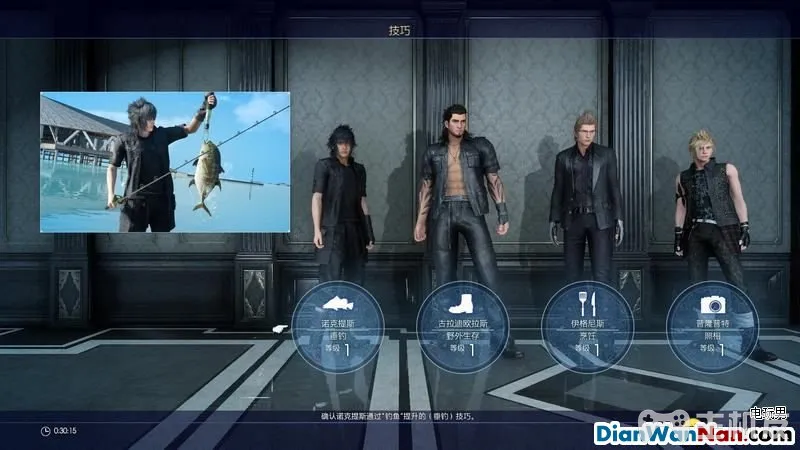 技巧
诺克提斯
垂钓
等级 1
古拉迪欧拉斯
野外生存
等级 1
伊格尼斯
烹饪
等级 1
普隆普特
照相
等级 1
确认诺克提斯通过“钓鱼”提升的（垂钓）技巧。
0:30:15
电玩男
DianWanNan.com